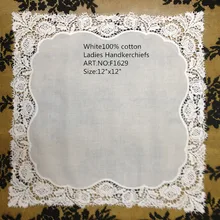 White100% cotton
Ladies Handkerchiefs
ART.NO:F1629
Size:12"x12"